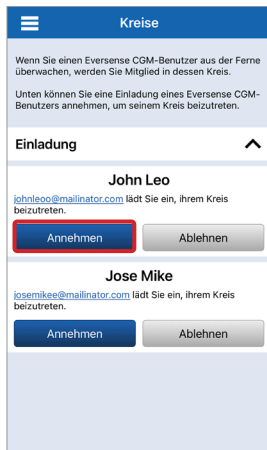 Kreise
Wenn Sie einen Eversense CGM-Benutzer aus der Ferne
überwachen, werden Sie Mitglied in dessen Kreis.
Unten können Sie eine Einladung eines Eversense CGM-
Benutzers annehmen, um seinem Kreis beizutreten.
Einladung
John Leo
johnleoo@mailinator.com lädt Sie ein, ihrem Kreis
beizutreten.
Annehmen Ablehnen
Jose Mike
josemikee@mailinator.com lädt Sie ein, ihrem Kreis
beizutreten.
Annehmen Ablehnen